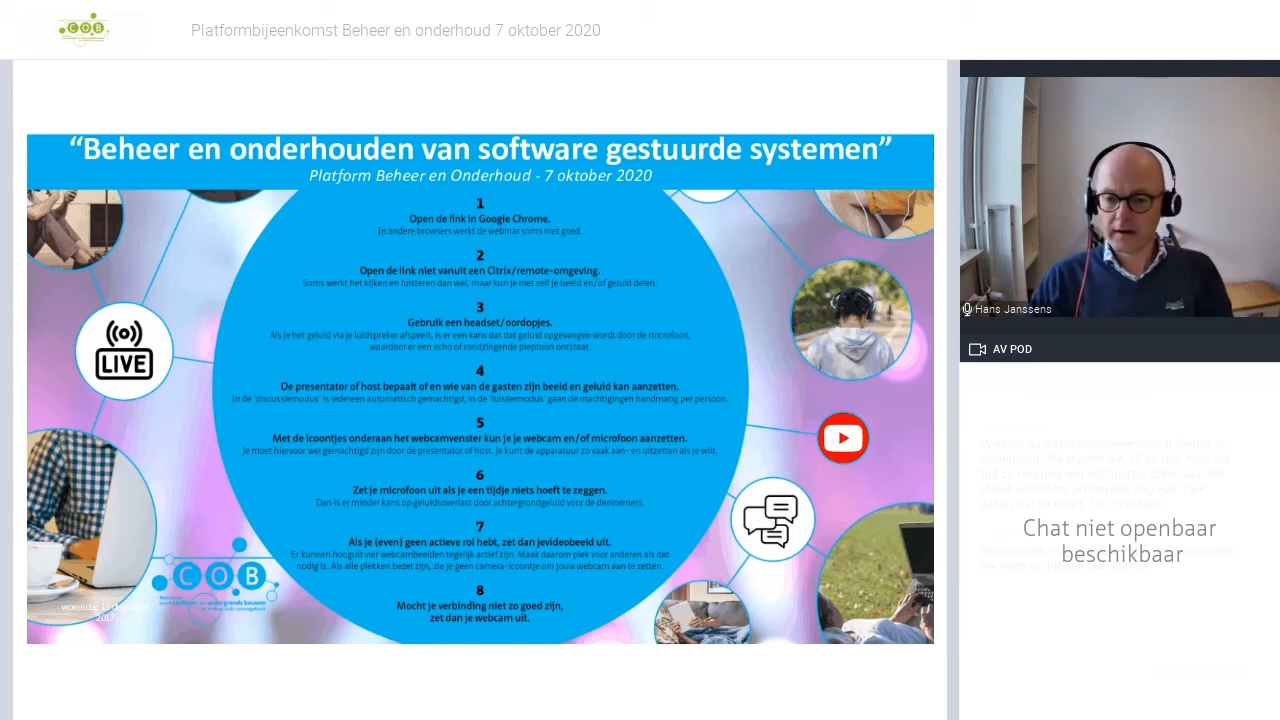 COB
Platformbijeenkomst Beheer en onderhoud 7 oktober 2020
“Beheer en onderhouden van software gestuurde systemen”
Platform Beheer en Onderhoud - 7 oktober 2020
1
Open de link in Google Chrome.
In andere browsers werkt de webinar soms niet goed.
2
Open de link niet vanuit een Citrix/remote-omgeving.
Soms werkt het kijken en luisteren dan wel, maar kun je niet zelf je beeld en/of geluid delen.
3
Gebruik een headset/oordopjes.
Als je het geluid via je luidspreker afspeelt, is er een kans dat dat geluid opgevangen wordt door de microfoon,
waardoor er een echo of rondzingende pieptoon ontstaat.
4
De presentator of host bepaalt of en wie van de gasten zijn beeld en geluid kan aanzetten.
In de 'discussiemodus' is iedereen automatisch gemachtigd, in de 'luistermodus' gaan de machtigingen handmatig per persoon.
5
Met de icoontjes onderaan het webcamvenster kun je je webcam en/of microfoon aanzetten.
Je moet hiervoor wel gemachtigd zijn door de presentator of host. Je kunt de apparatuur zo vaak aan- en uitzetten als je wilt.
6
Zet je microfoon uit als je een tijdje niets hoeft te zeggen.
Dan is er minder kans op geluidsoverlast door achtergrondgeluid voor de deelnemers.
7
Als je (even) geen actieve rol hebt, zet dan jevideobeeld uit.
Er kunnen hooguit vier webcambeelden tegelijk actief zijn. Maak daarom plek voor anderen als dat
nodig is. Als alle plekken bezet zijn, zie je geen camera-icoontje om jouw webcam aan te zetten.
8
Mocht je verbinding niet zo goed zijn,
zet dan je webcam uit.
LIVE
COB
woensdag 13 december
2017
Hans Janssens
AV POD
Chat niet openbaar
beschikbaar